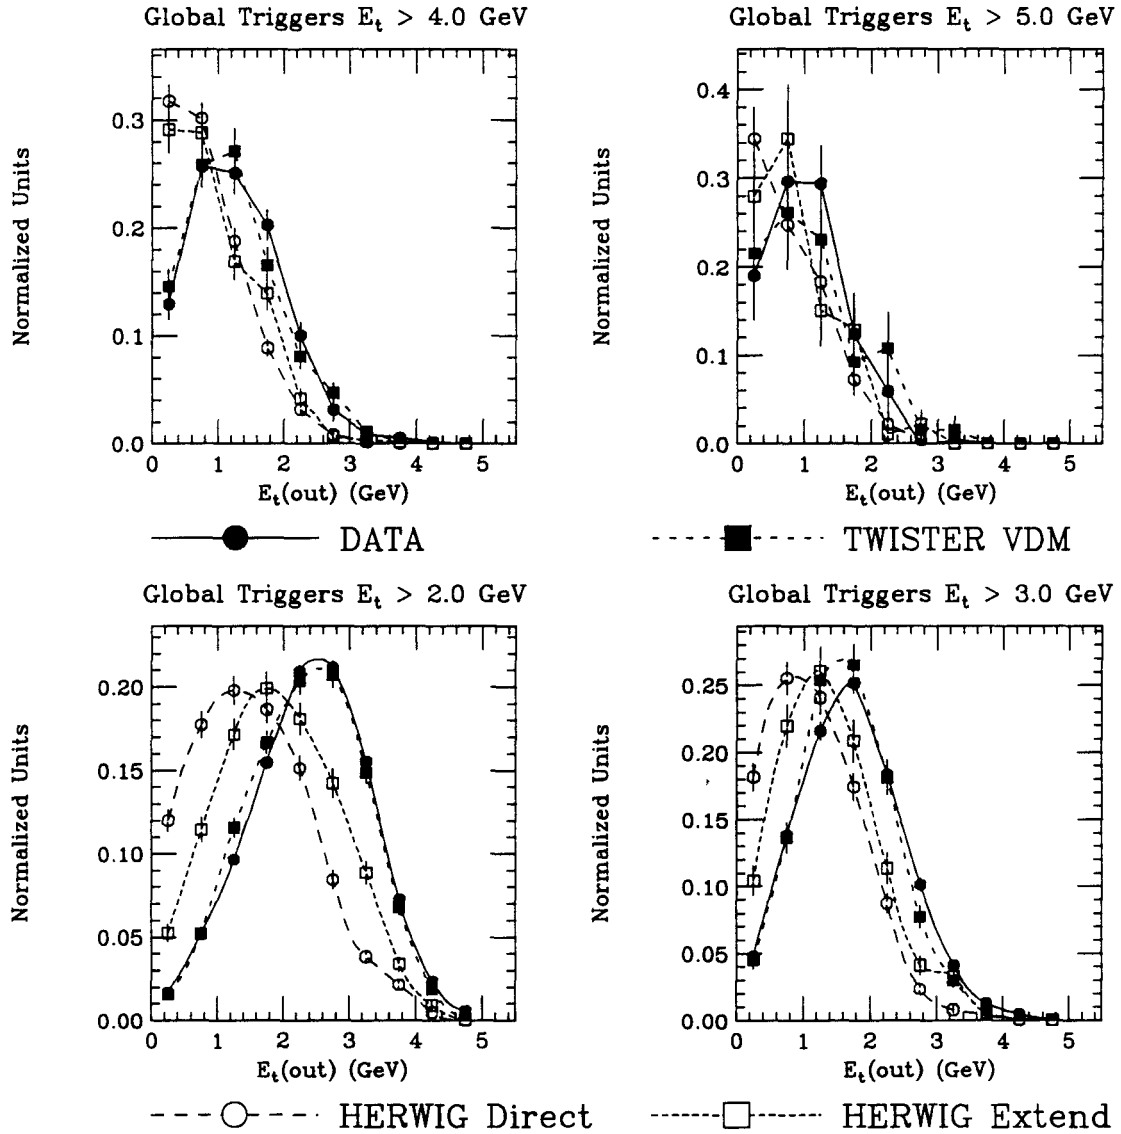 Global Triggers E_t > 4.0 GeV
Normalized Units
0.3
0.2
0.1
0.0
0 1 2 3 4 5
E_t(out) (GeV)
Global Triggers E_t > 5.0 GeV
Normalized Units
0.4
0.3
0.2
0.1
0.0
0 1 2 3 4 5
E_t(out) (GeV)
DATA
TWISTER VDM
Global Triggers E_t > 2.0 GeV
Normalized Units
0.20
0.15
0.10
0.05
0.00
0 1 2 3 4 5
E_t(out) (GeV)
Global Triggers E_t > 3.0 GeV
Normalized Units
0.25
0.20
0.15
0.10
0.05
0.00
0 1 2 3 4 5
E_t(out) (GeV)
HERWIG Direct
HERWIG Extend